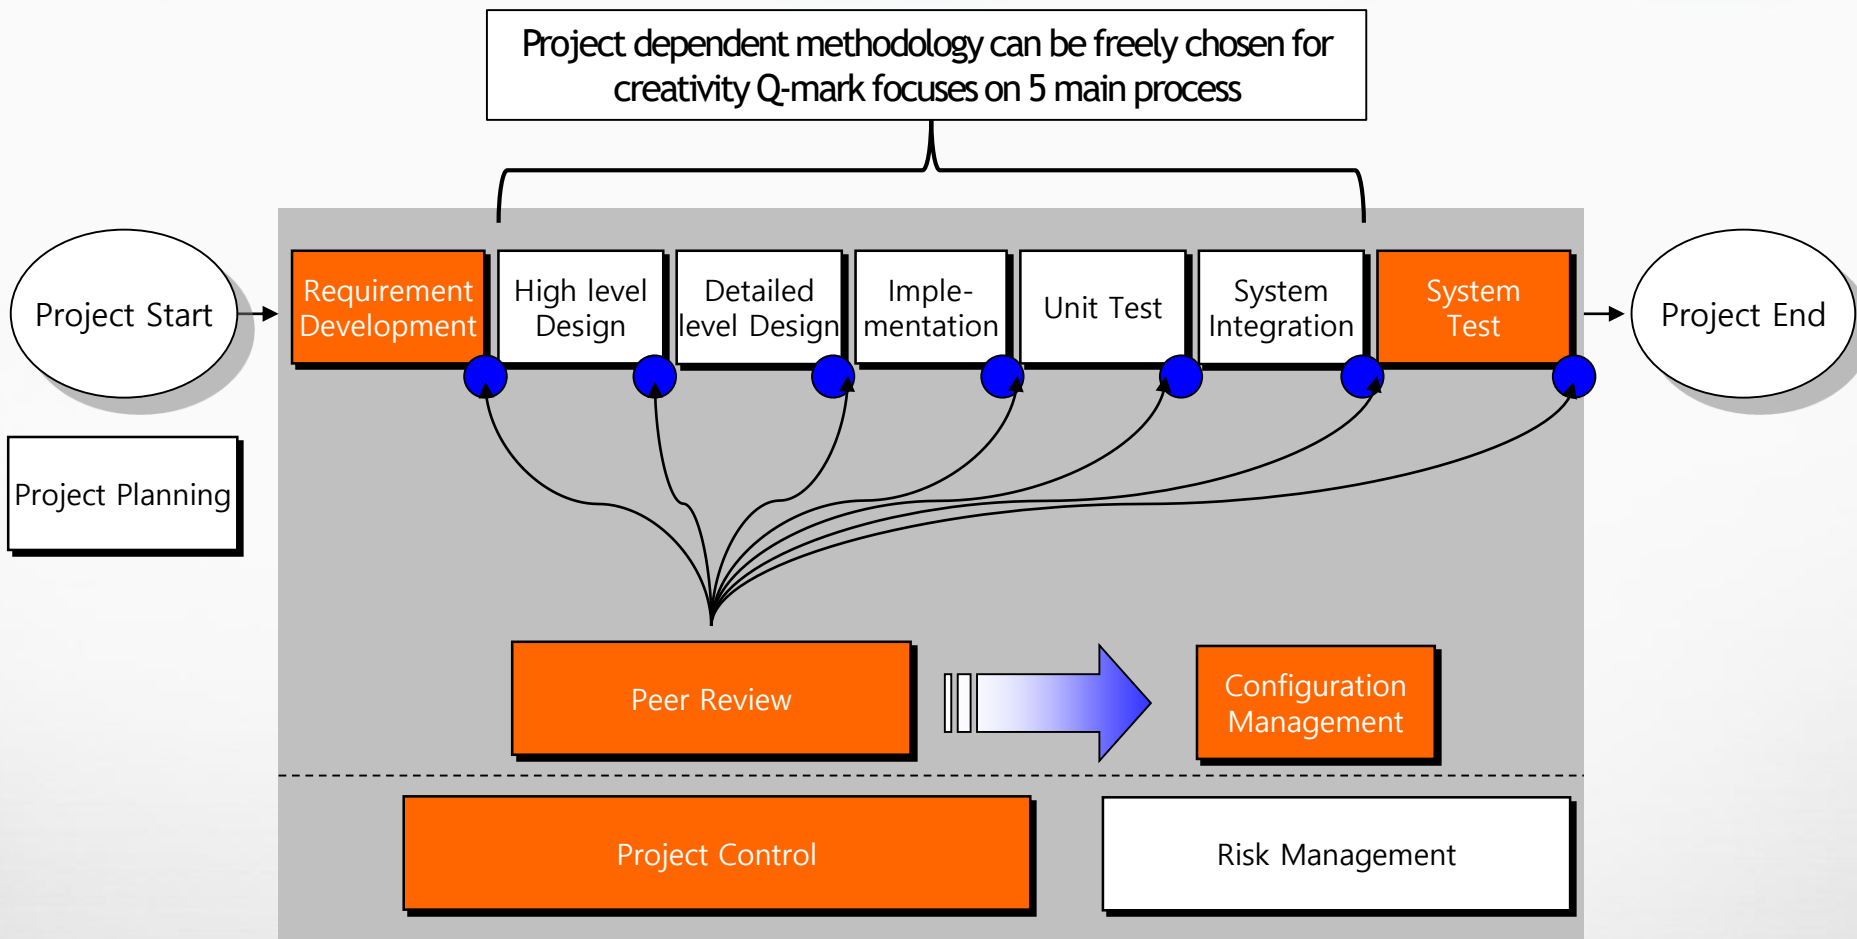 Project dependent methodology can be freely chosen for
creativity Q-mark focuses on 5 main process
Project Start
Requirement
Development
High level
Design
Detailed
level Design
Imple-
mentation
Unit Test
System
Integration
System
Test
Project End
Project Planning
Peer Review
Configuration
Management
Project Control
Risk Management